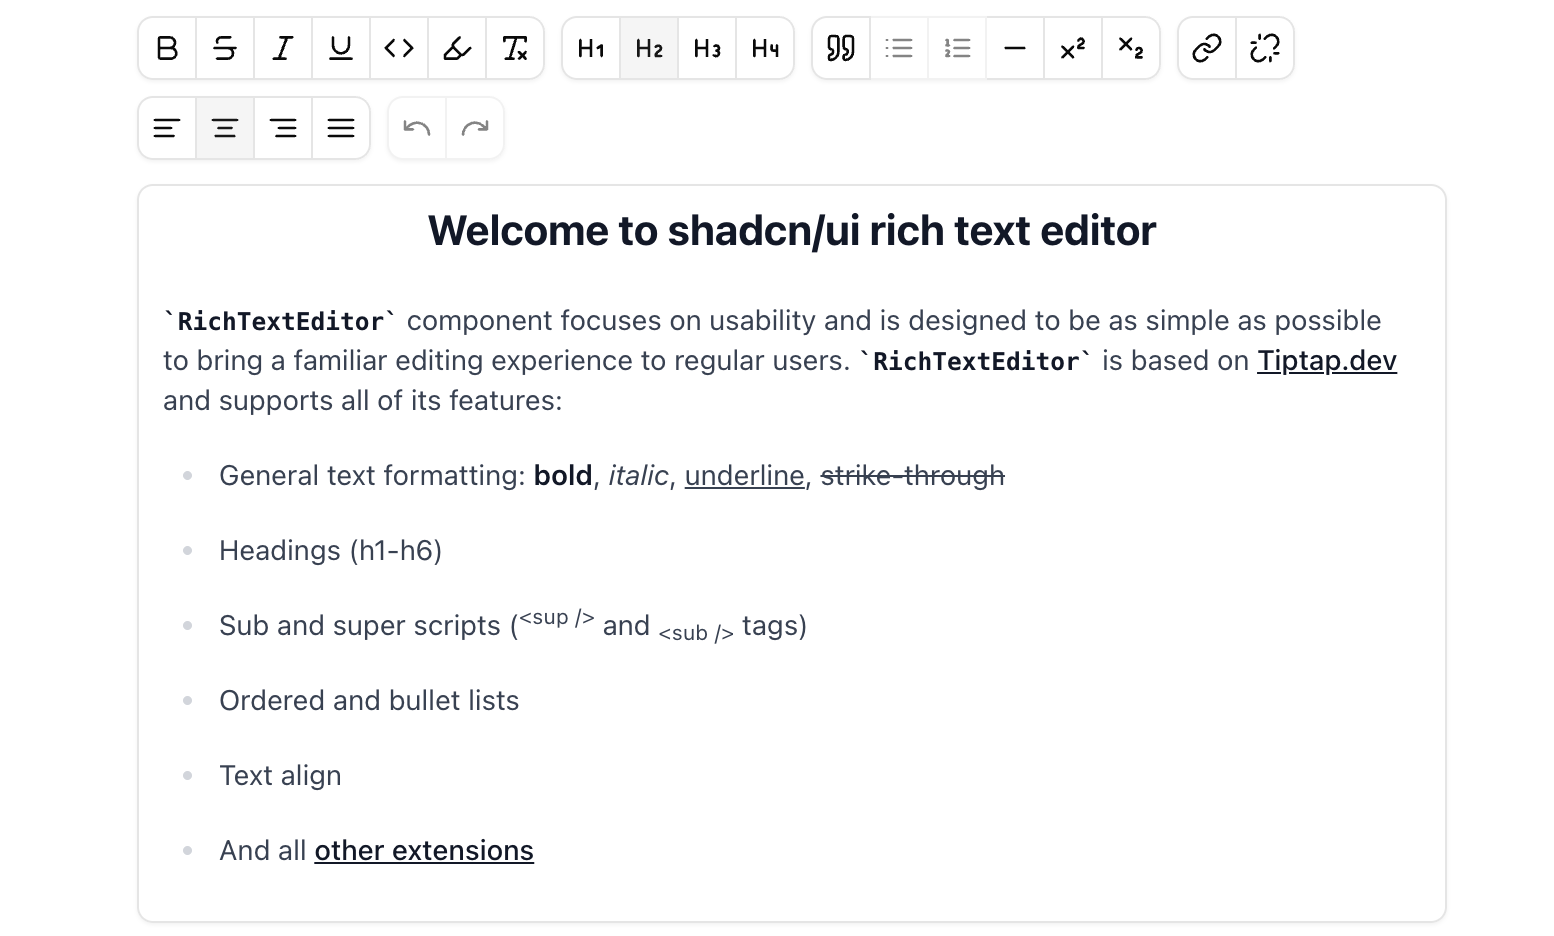 B S I U <> Tx H1 H2 H3 H4 x² x₂
Welcome to shadcn/ui rich text editor
`RichTextEditor` component focuses on usability and is designed to be as simple as possible
to bring a familiar editing experience to regular users. `RichTextEditor` is based on Tiptap.dev
and supports all of its features:
General text formatting: bold, italic, underline, strike-through
Headings (h1-h6)
Sub and super scripts (<sup /> and <sub /> tags)
Ordered and bullet lists
Text align
And all other extensions